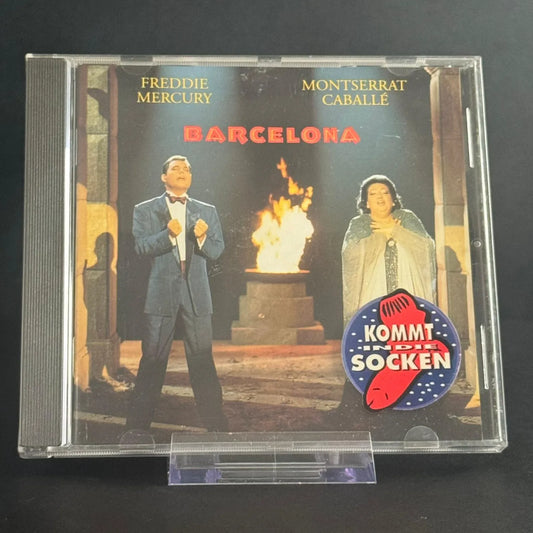 FREDDIE
MERCURY
MONTSERRAT
CABALLÉ
BARCELONA
KOMMT
IN DIE
SOCKEN